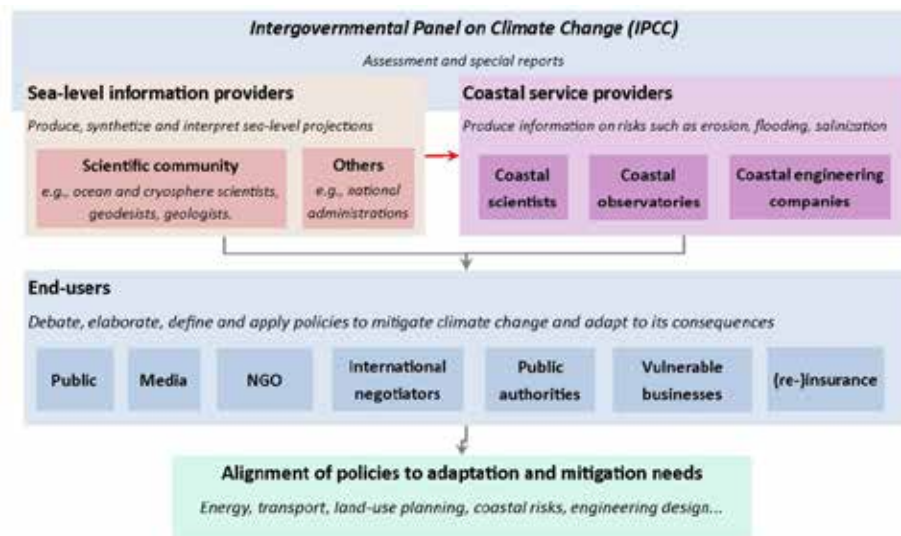 Intergovernmental Panel on Climate Change (IPCC)
Assessment and special reports
Sea-level information providers
Produce, synthetize and interpret sea-level projections
Scientific community
e.g., ocean and cryosphere scientists,
geodesists, geologists.
Others
e.g., national
administrations
Coastal service providers
Produce information on risks such as erosion, flooding, salinization
Coastal
scientists
Coastal
observatories
Coastal engineering
companies
End-users
Debate, elaborate, define and apply policies to mitigate climate change and adapt to its consequences
Public
Media
NGO
International
negotiators
Public
authorities
Vulnerable
businesses
(re-)insurance
Alignment of policies to adaptation and mitigation needs
Energy, transport, land-use planning, coastal risks, engineering design...